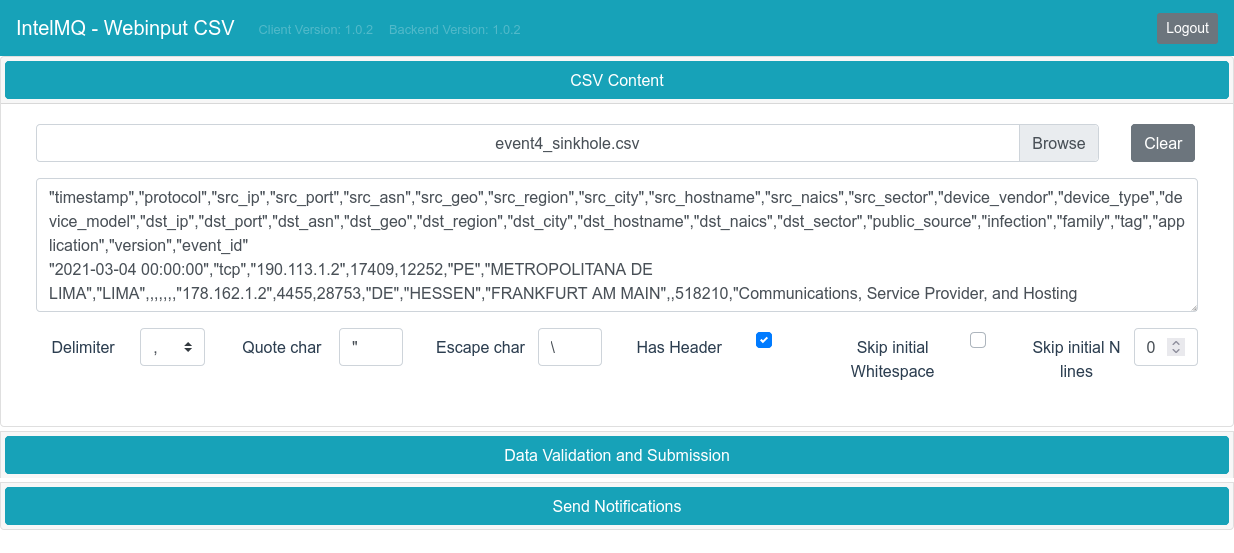 IntelMQ - Webinput CSV Client Version: 1.0.2 Backend Version: 1.0.2 Logout
CSV Content
event4_sinkhole.csv Browse Clear
"timestamp","protocol","src_ip","src_port","src_asn","src_geo","src_region","src_city","src_hostname","src_naics","src_sector","device_vendor","device_type","de
vice_model","dst_ip","dst_port","dst_asn","dst_geo","dst_region","dst_city","dst_hostname","dst_naics","dst_sector","public_source","infection","family","tag","app
lication","version","event_id"
"2021-03-04 00:00:00","tcp","190.113.1.2",17409,12252,"PE","METROPOLITANA DE
LIMA","LIMA",,,,,,,"178.162.1.2",4455,28753,"DE","HESSEN","FRANKFURT AM MAIN",,518210,"Communications, Service Provider, and Hosting
Delimiter , Quote char " Escape char \ Has Header Skip initial Skip initial N 0
Whitespace lines
Data Validation and Submission
Send Notifications